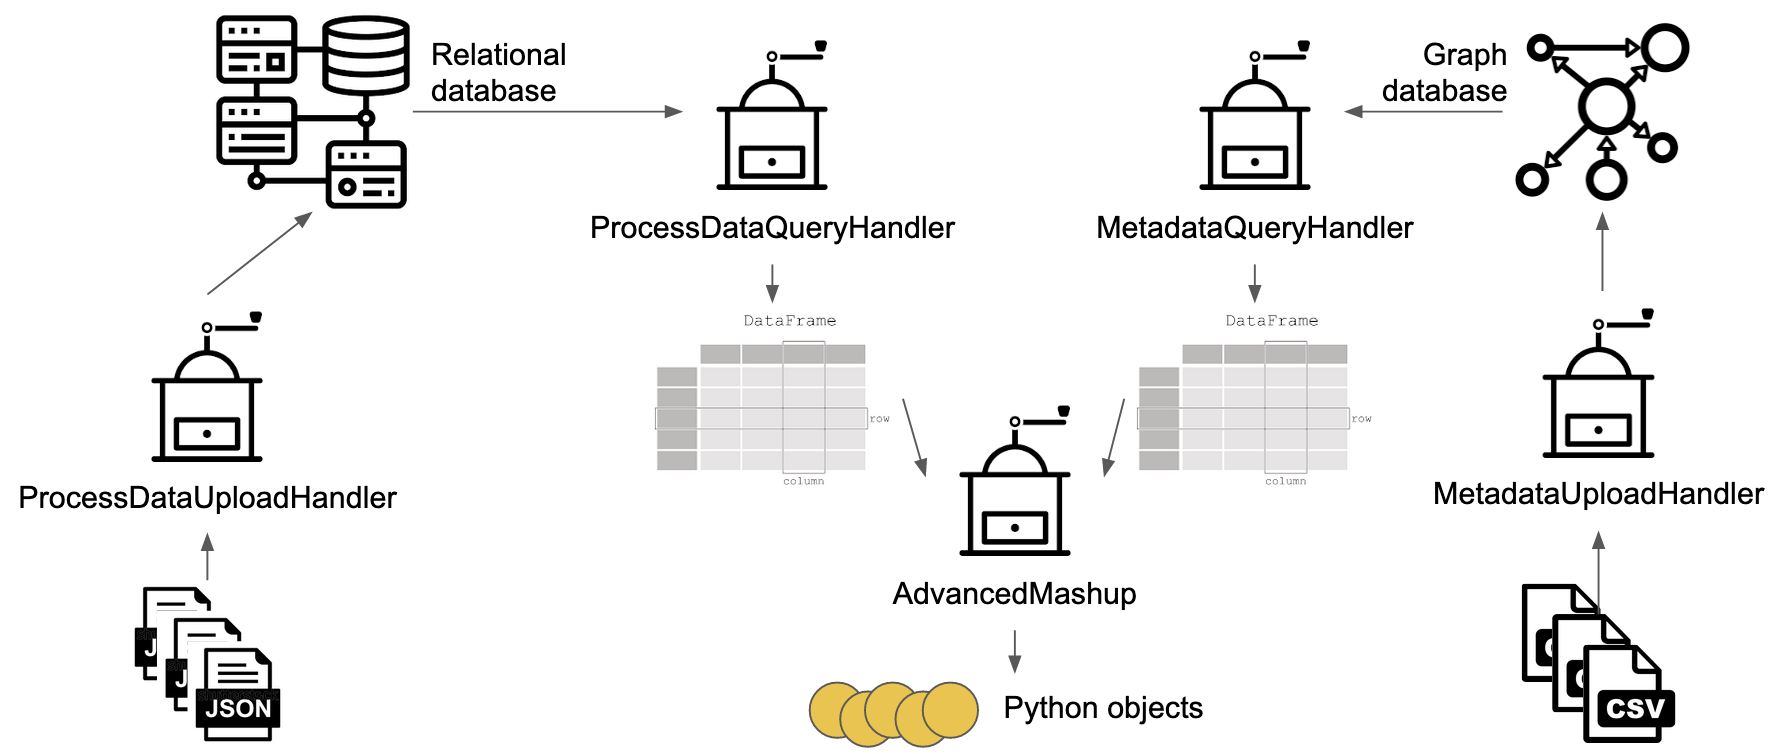 Relational
database
Graph
database
ProcessDataQueryHandler
MetadataQueryHandler
DataFrame
row
column
DataFrame
row
column
ProcessDataUploadHandler
MetadataUploadHandler
AdvancedMashup
J
J
JSON
Python objects
C
C
CSV